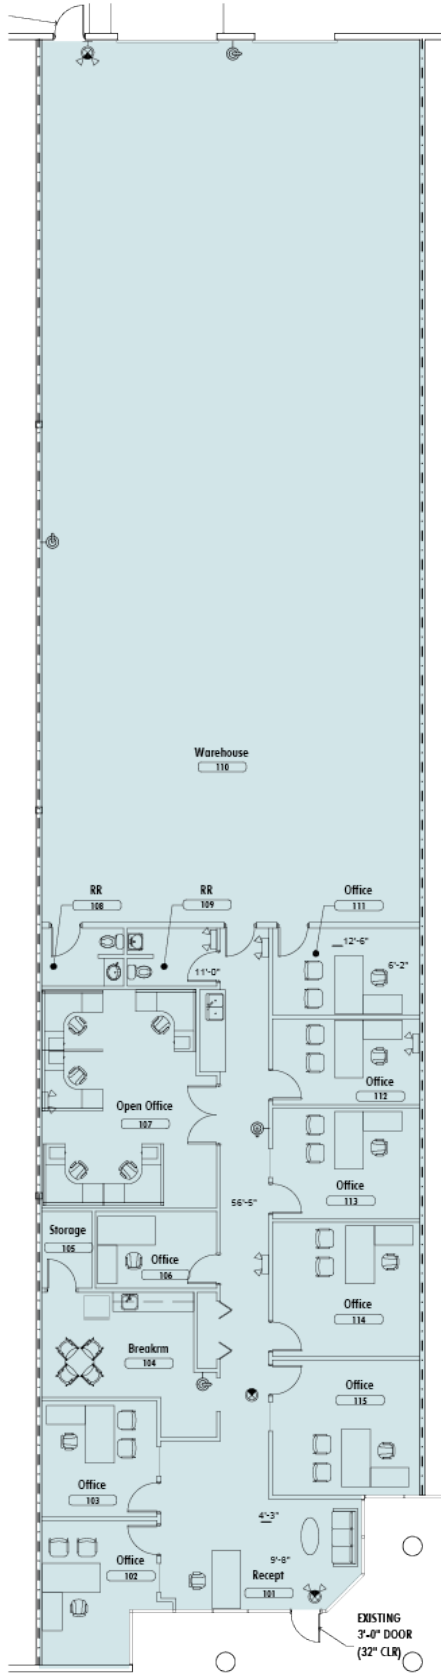 Warehouse
110
RR
108
RR
109
Office
111
12'-6"
6'-2"
11'-0"
Office
112
Open Office
107
Office
113
56'-5"
Storage
105
Office
106
Office
114
Breakrm
104
Office
115
Office
103
4'-3"
Office
102
9'-8"
Recept
101
EXISTING
3'-0" DOOR
(32" CLR)